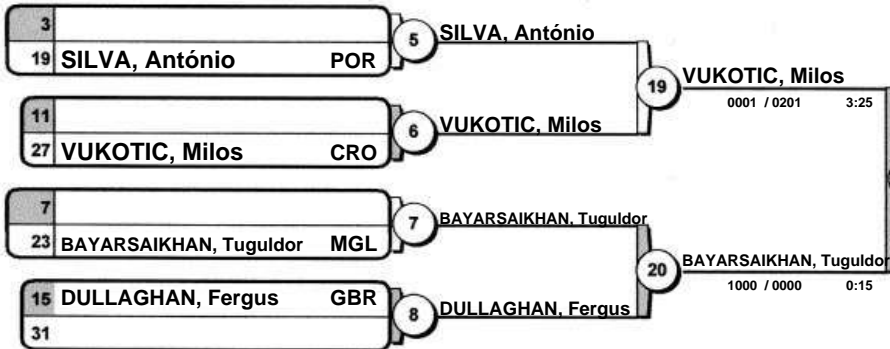 3
19 SILVA, António POR
11
27 VUKOTIC, Milos CRO
7
23 BAYARSAIKHAN, Tuguldor MGL
15 DULLAGHAN, Fergus GBR
31
5 SILVA, António
6 VUKOTIC, Milos
7 BAYARSAIKHAN, Tuguldor
8 DULLAGHAN, Fergus
19 VUKOTIC, Milos
0001 / 0201 3:25
20 BAYARSAIKHAN, Tuguldor
1000 / 0000 0:15